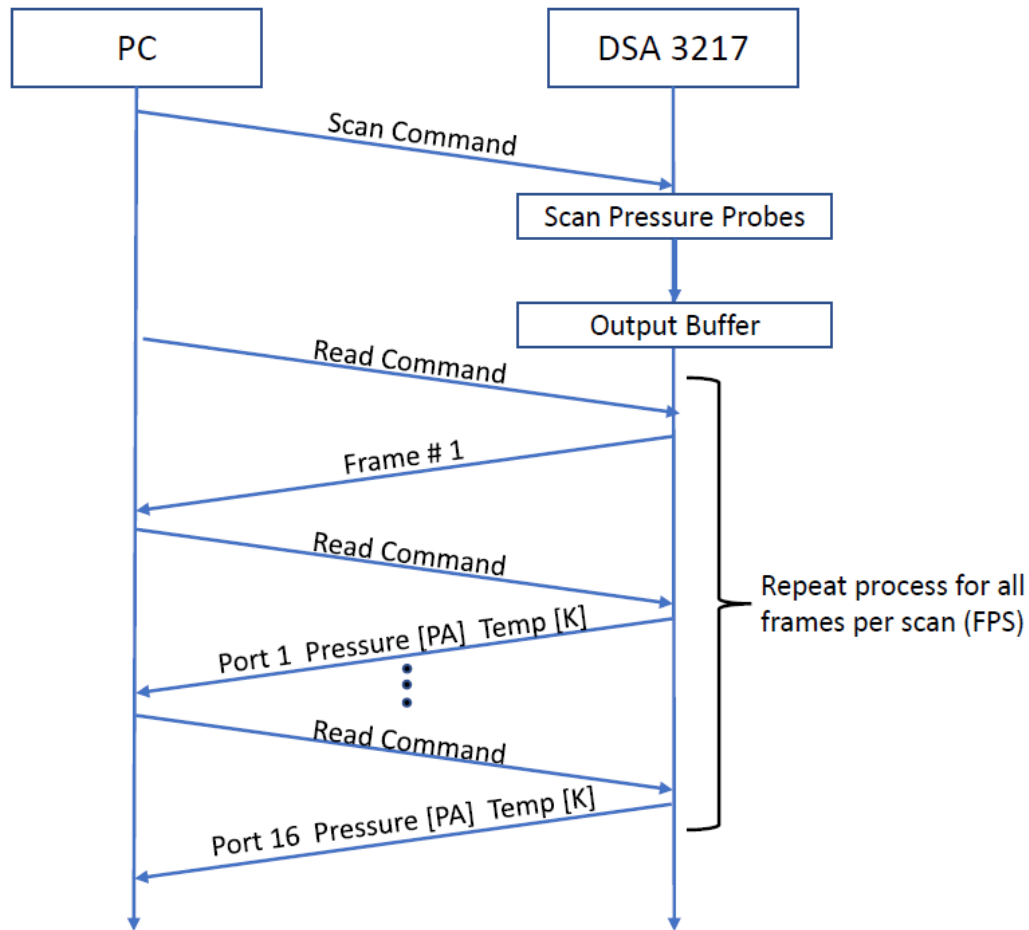 PC
DSA 3217
Scan Command
Scan Pressure Probes
Output Buffer
Read Command
Frame # 1
Read Command
Repeat process for all
frames per scan (FPS)
Port 1 Pressure [PA] Temp [K]
Read Command
Port 16 Pressure [PA] Temp [K]